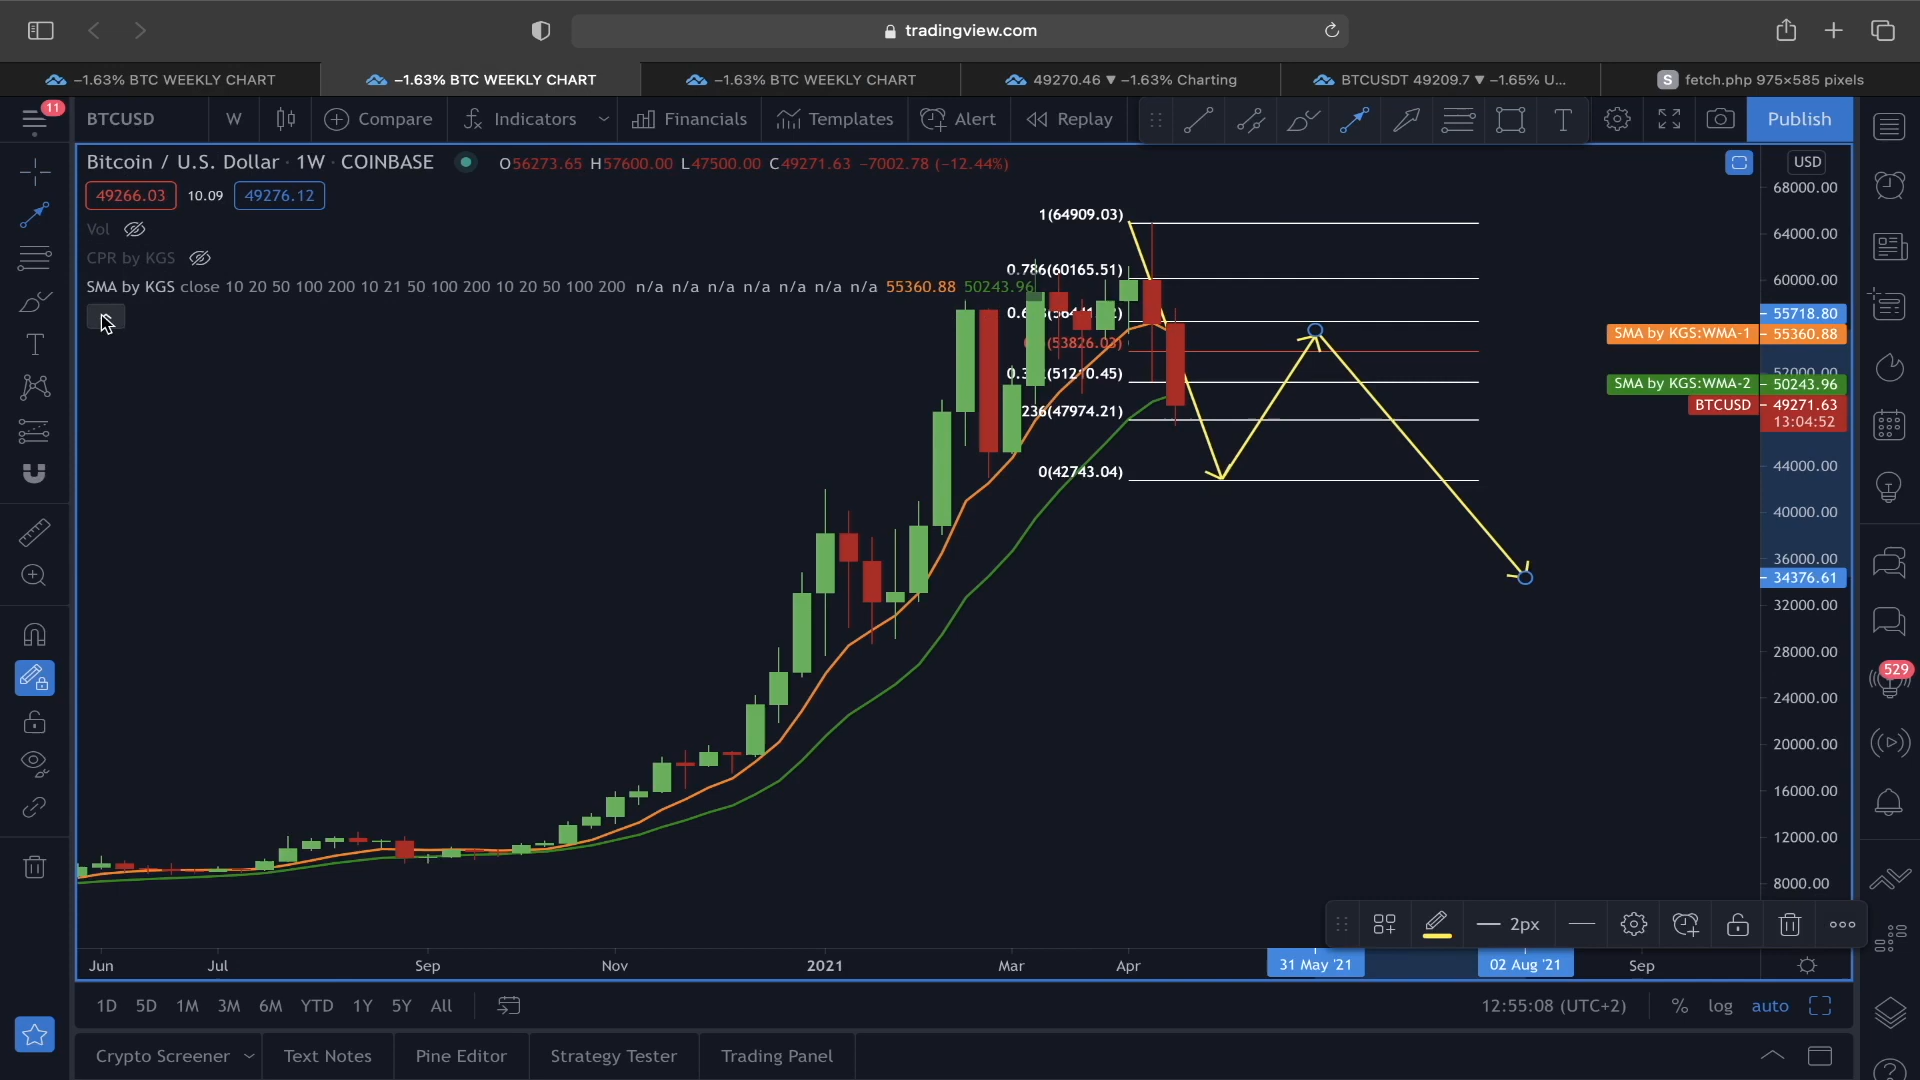 tradingview.com
−1.63% BTC WEEKLY CHART
−1.63% BTC WEEKLY CHART
−1.63% BTC WEEKLY CHART
49270.46 ▼ −1.63% Charting
BTCUSDT 49209.7 ▼ −1.65% U...
S fetch.php 975×585 pixels
11
BTCUSD
W
Compare
Indicators
Financials
Templates
Alert
Replay
T
Publish
Bitcoin / U.S. Dollar · 1W · COINBASE
O56273.65 H57600.00 L47500.00 C49271.63 −7002.78 (−12.44%)
USD
49266.03 10.09 49276.12
Vol
CPR by KGS
SMA by KGS close 10 20 50 100 200 10 21 50 100 200 10 20 50 100 200 n/a n/a n/a n/a n/a n/a n/a 55360.88 50243.96
1(64909.03)
0.786(60165.51)
(53826.03)
236(47974.21)
0(42743.04)
68000.00
64000.00
60000.00
55718.80
SMA by KGS:WMA-1 55360.88
52000.00
SMA by KGS:WMA-2 50243.96
BTCUSD 49271.63
13:04:52
44000.00
40000.00
36000.00
34376.61
32000.00
28000.00
24000.00
20000.00
16000.00
12000.00
8000.00
529
2px
Jun
Jul
Sep
Nov
2021
Mar
Apr
31 May '21
02 Aug '21
Sep
1D 5D 1M 3M 6M YTD 1Y 5Y All
12:55:08 (UTC+2)
%
log
auto
Crypto Screener
Text Notes
Pine Editor
Strategy Tester
Trading Panel